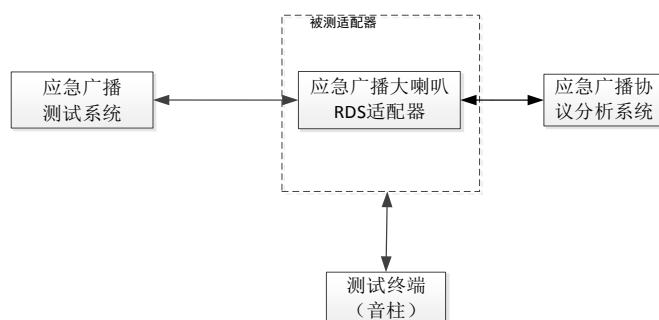 被测适配器
应急广播
测试系统
应急广播大喇叭
RDS适配器
应急广播协
议分析系统
测试终端
（音柱）